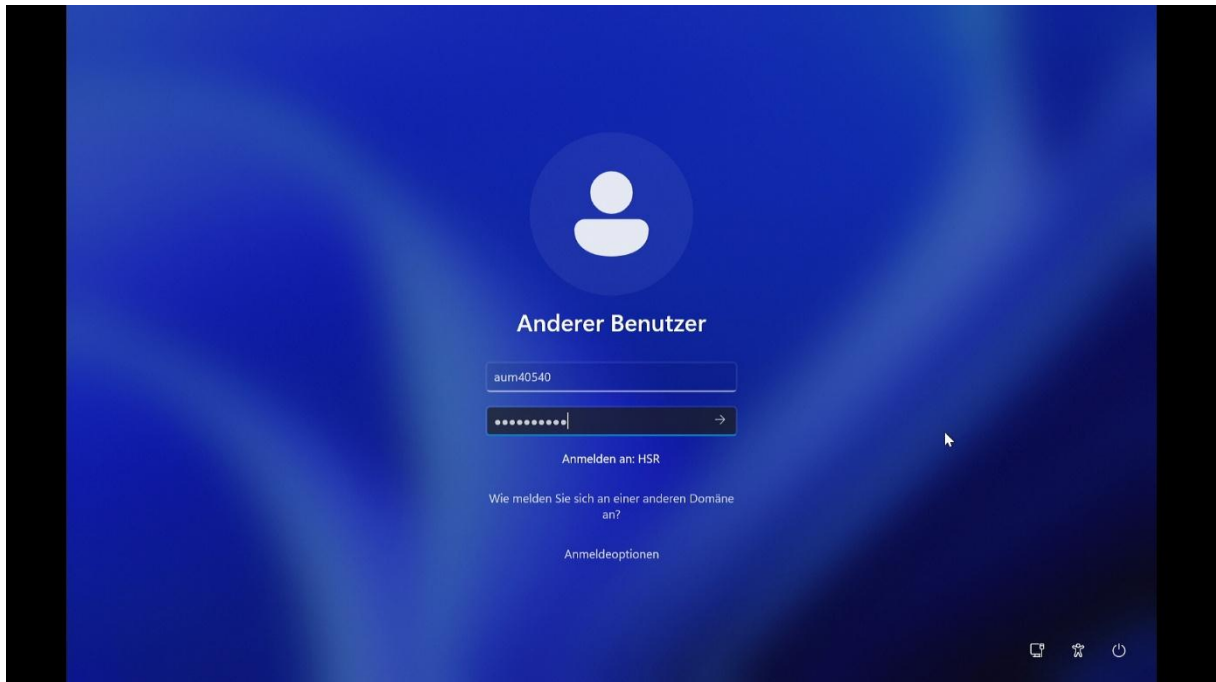 Anderer Benutzer
aum40540
Anmelden an: HSR
Wie melden Sie sich an einer anderen Domäne
an?
Anmeldeoptionen